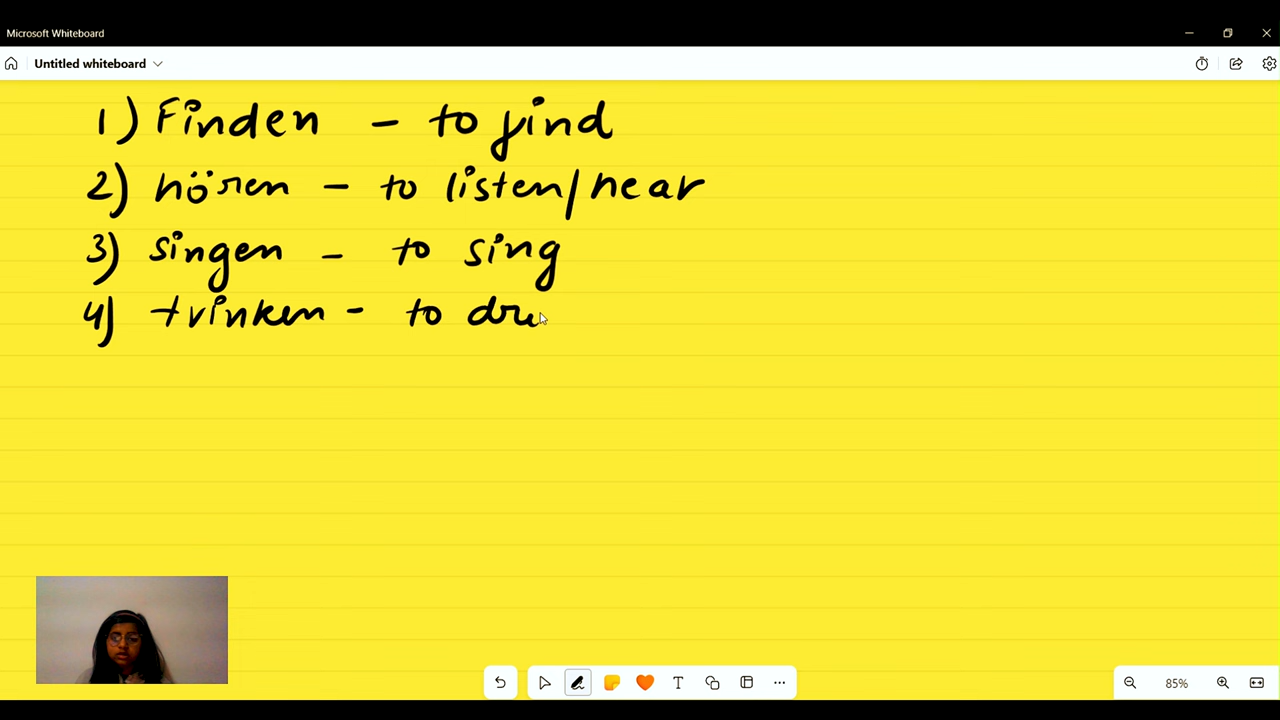 Microsoft Whiteboard
Untitled whiteboard
1) Finden - to find
2) hören - to listen/hear
3) singen - to sing
4) trinken - to
85%